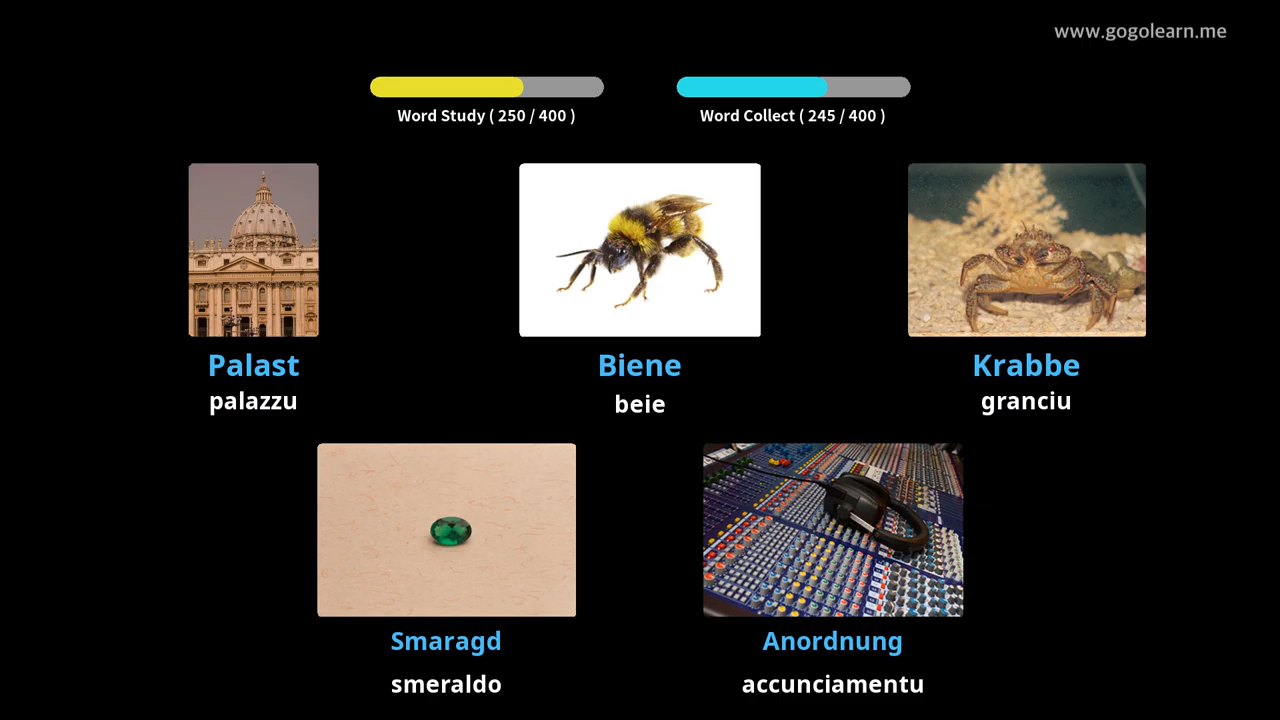 www.gogolearn.me
Word Study ( 250 / 400 )
Word Collect ( 245 / 400 )
Palast
palazzu
Biene
beie
Krabbe
granciu
Smaragd
smeraldo
Anordnung
accunciamentu